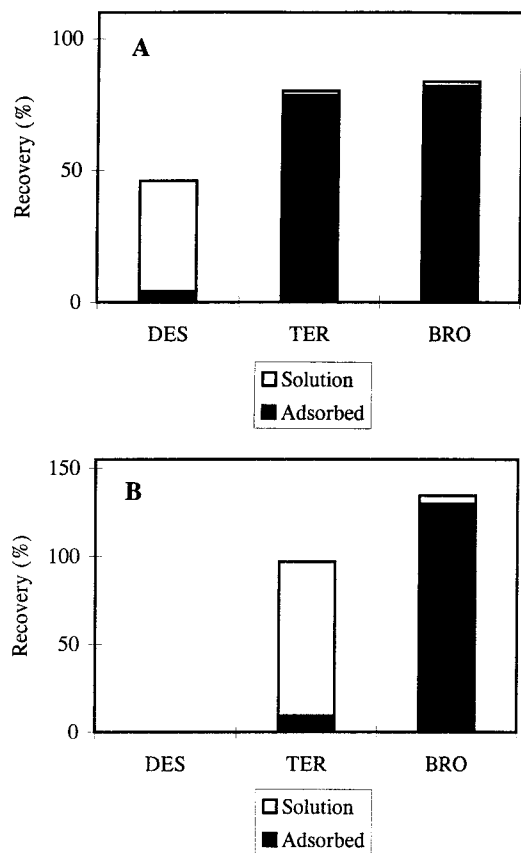 A
Recovery (%)
100
50
0
DES TER BRO
Solution
Adsorbed
B
Recovery (%)
150
100
50
0
DES TER BRO
Solution
Adsorbed